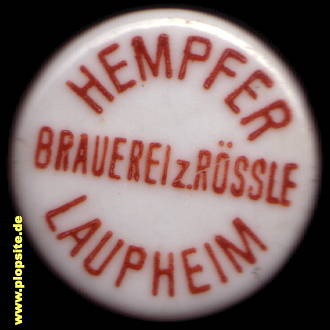 HEMPFER
BRAUEREI z. RÖSSLE
LAUPHEIM
www.plopsite.de